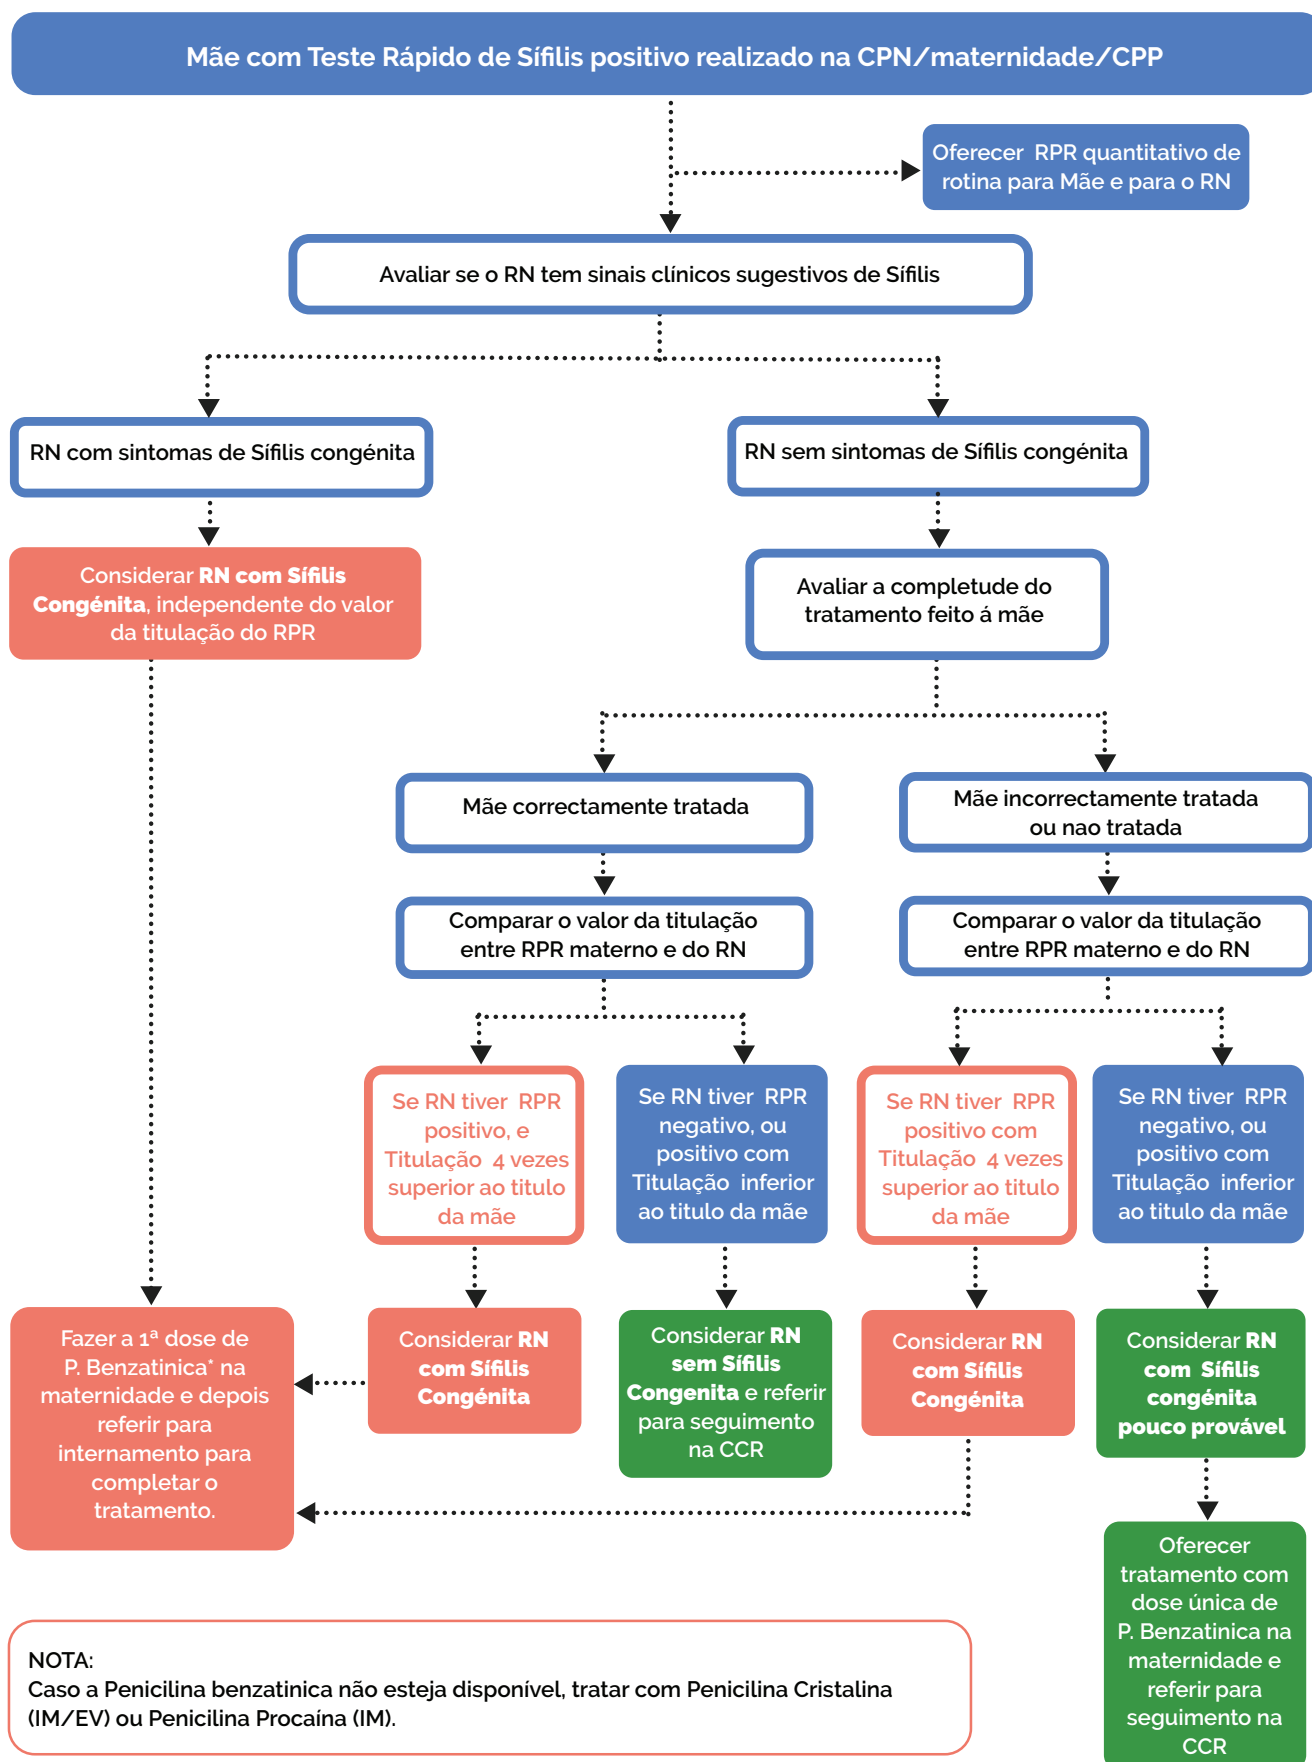 Mãe com Teste Rápido de Sífilis positivo realizado na CPN/maternidade/CPP
Oferecer RPR quantitativo de
rotina para Mãe e para o RN
Avaliar se o RN tem sinais clínicos sugestivos de Sífilis
RN com sintomas de Sífilis congénita
RN sem sintomas de Sífilis congénita
Considerar RN com Sífilis
Congénita, independente do valor
da titulação do RPR
Avaliar a completude do
tratamento feito á mãe
Mãe correctamente tratada
Mãe incorrectamente tratada
ou nao tratada
Comparar o valor da titulação
entre RPR materno e do RN
Comparar o valor da titulação
entre RPR materno e do RN
Se RN tiver RPR
positivo, e
Titulação 4 vezes
superior ao titulo
da mãe
Se RN tiver RPR
negativo, ou
positivo com
Titulação inferior
ao titulo da mãe
Se RN tiver RPR
positivo com
Titulação 4 vezes
superior ao titulo
da mãe
Se RN tiver RPR
negativo, ou
positivo com
Titulação inferior
ao titulo da mãe
Fazer a 1ª dose de
P. Benzatinica* na
maternidade e depois
referir para
internamento para
completar o
tratamento.
Considerar RN
com Sífilis
Congénita
Considerar RN
sem Sífilis
Congenita e referir
para seguimento
na CCR
Considerar RN
com Sífilis
Congénita
Considerar RN
com Sífilis
congénita
pouco provável
Oferecer
tratamento com
dose única de
P. Benzatinica na
maternidade e
referir para
seguimento na
CCR
NOTA:
Caso a Penicilina benzatinica não esteja disponível, tratar com Penicilina Cristalina
(IM/EV) ou Penicilina Procaína (IM).